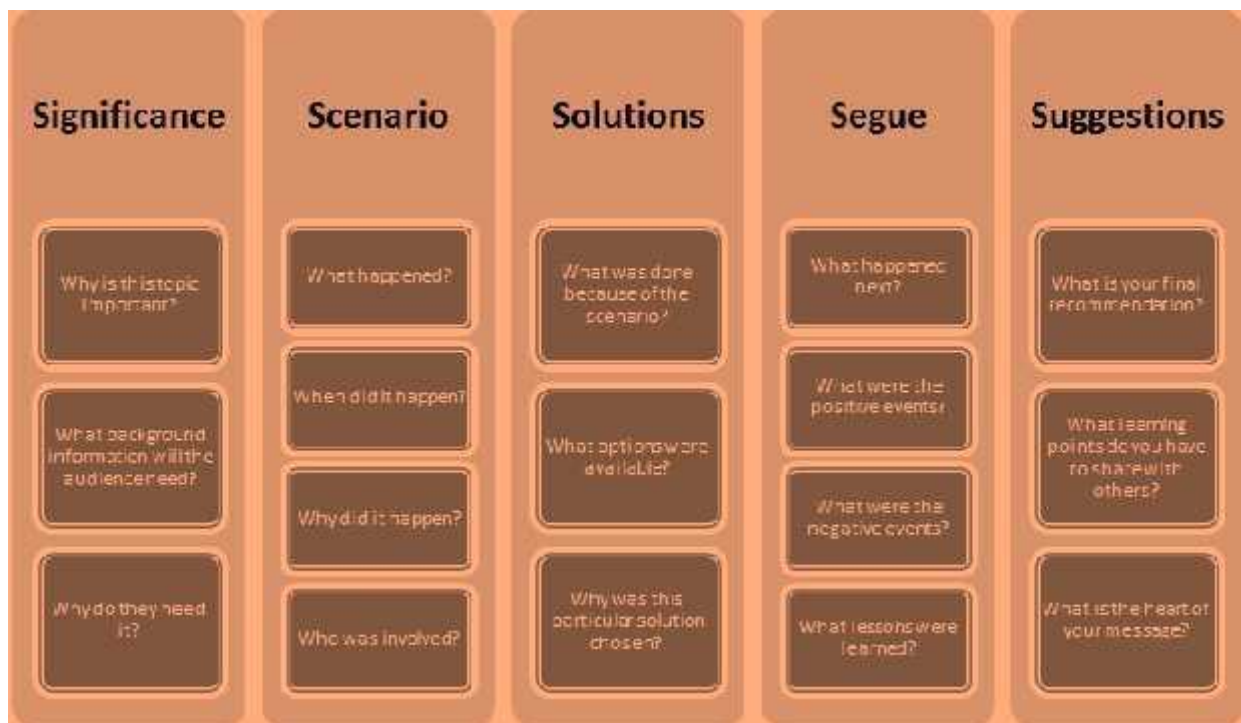 Significance
Why is this topic
important?
What background
information will the
audience need?
Why do they need
it?
Scenario
What happened?
When did it happen?
Why did it happen?
Who was involved?
Solutions
What was done
because of the
scenario?
What options were
available?
Why was this
particular solution
chosen?
Segue
What happened
next?
What were the
positive events?
What were the
negative events?
What lessons were
learned?
Suggestions
What is your final
recommendation?
What learning
points do you have
to share with
others?
What is the heart of
your message?